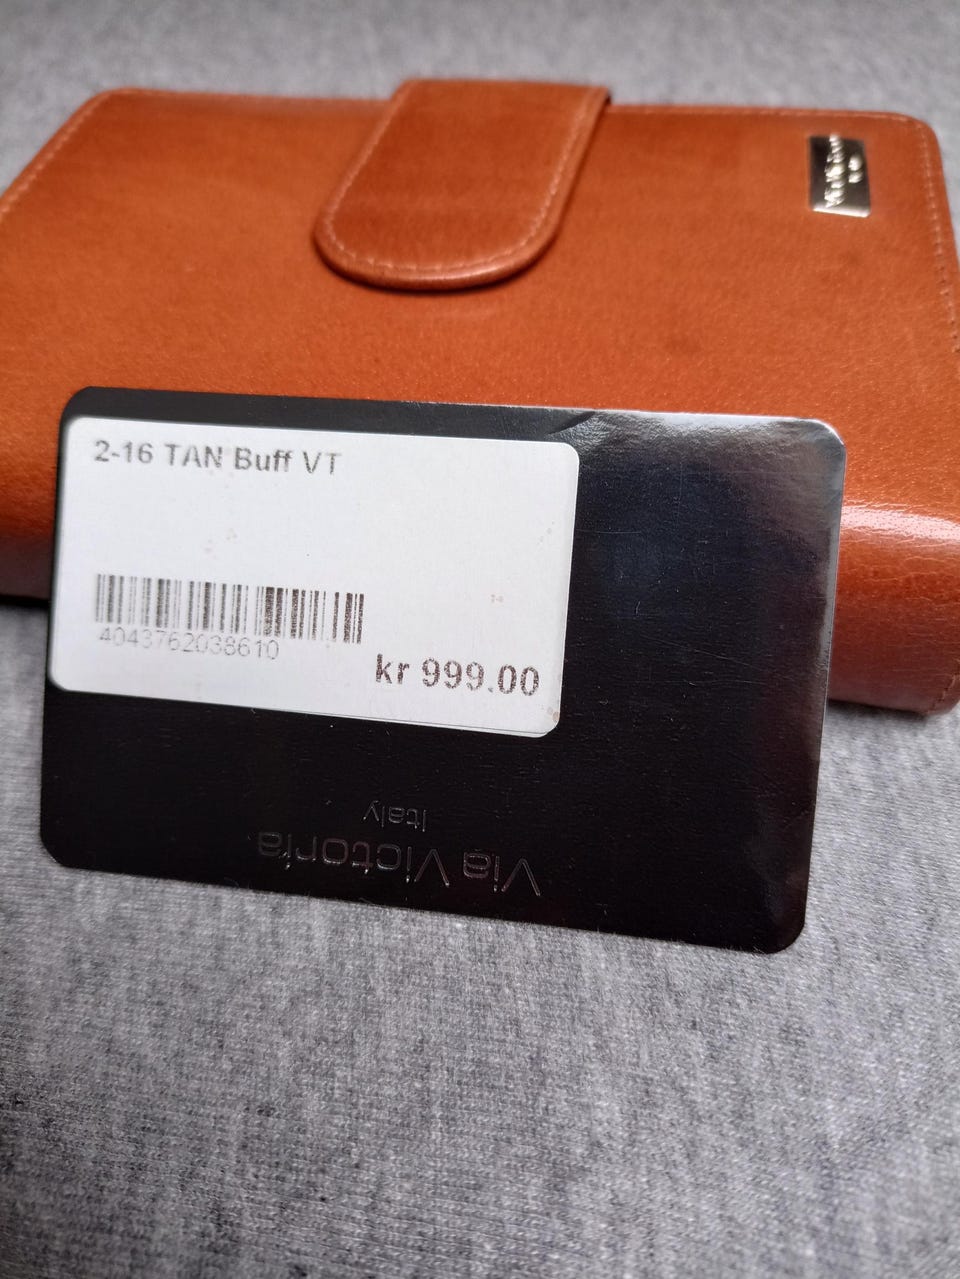 2-16 TAN Buff VT
4043762038610
kr 999.00
Via Victoria
Italy